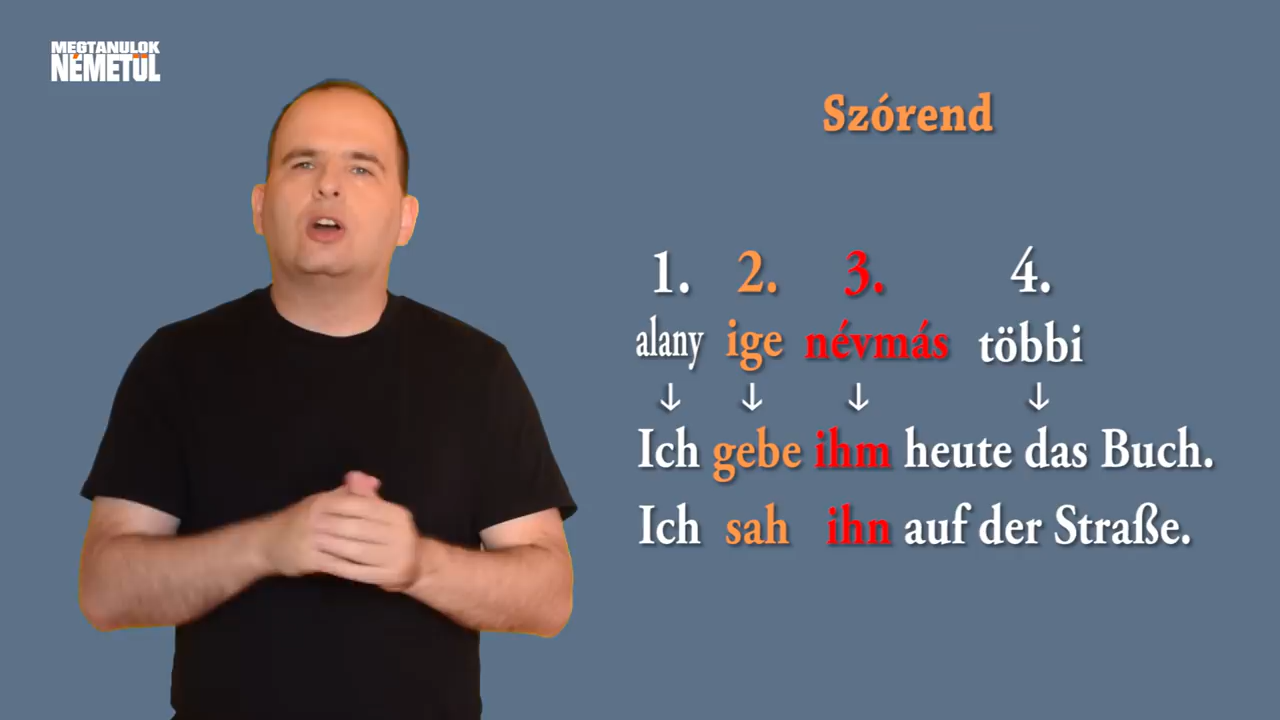 MEGTANULOK
NÉMETÜL
Szórend
1. 2. 3. 4.
alany ige névmás többi
↓ ↓ ↓ ↓
Ich gebe ihm heute das Buch.
Ich sah ihn auf der Straße.